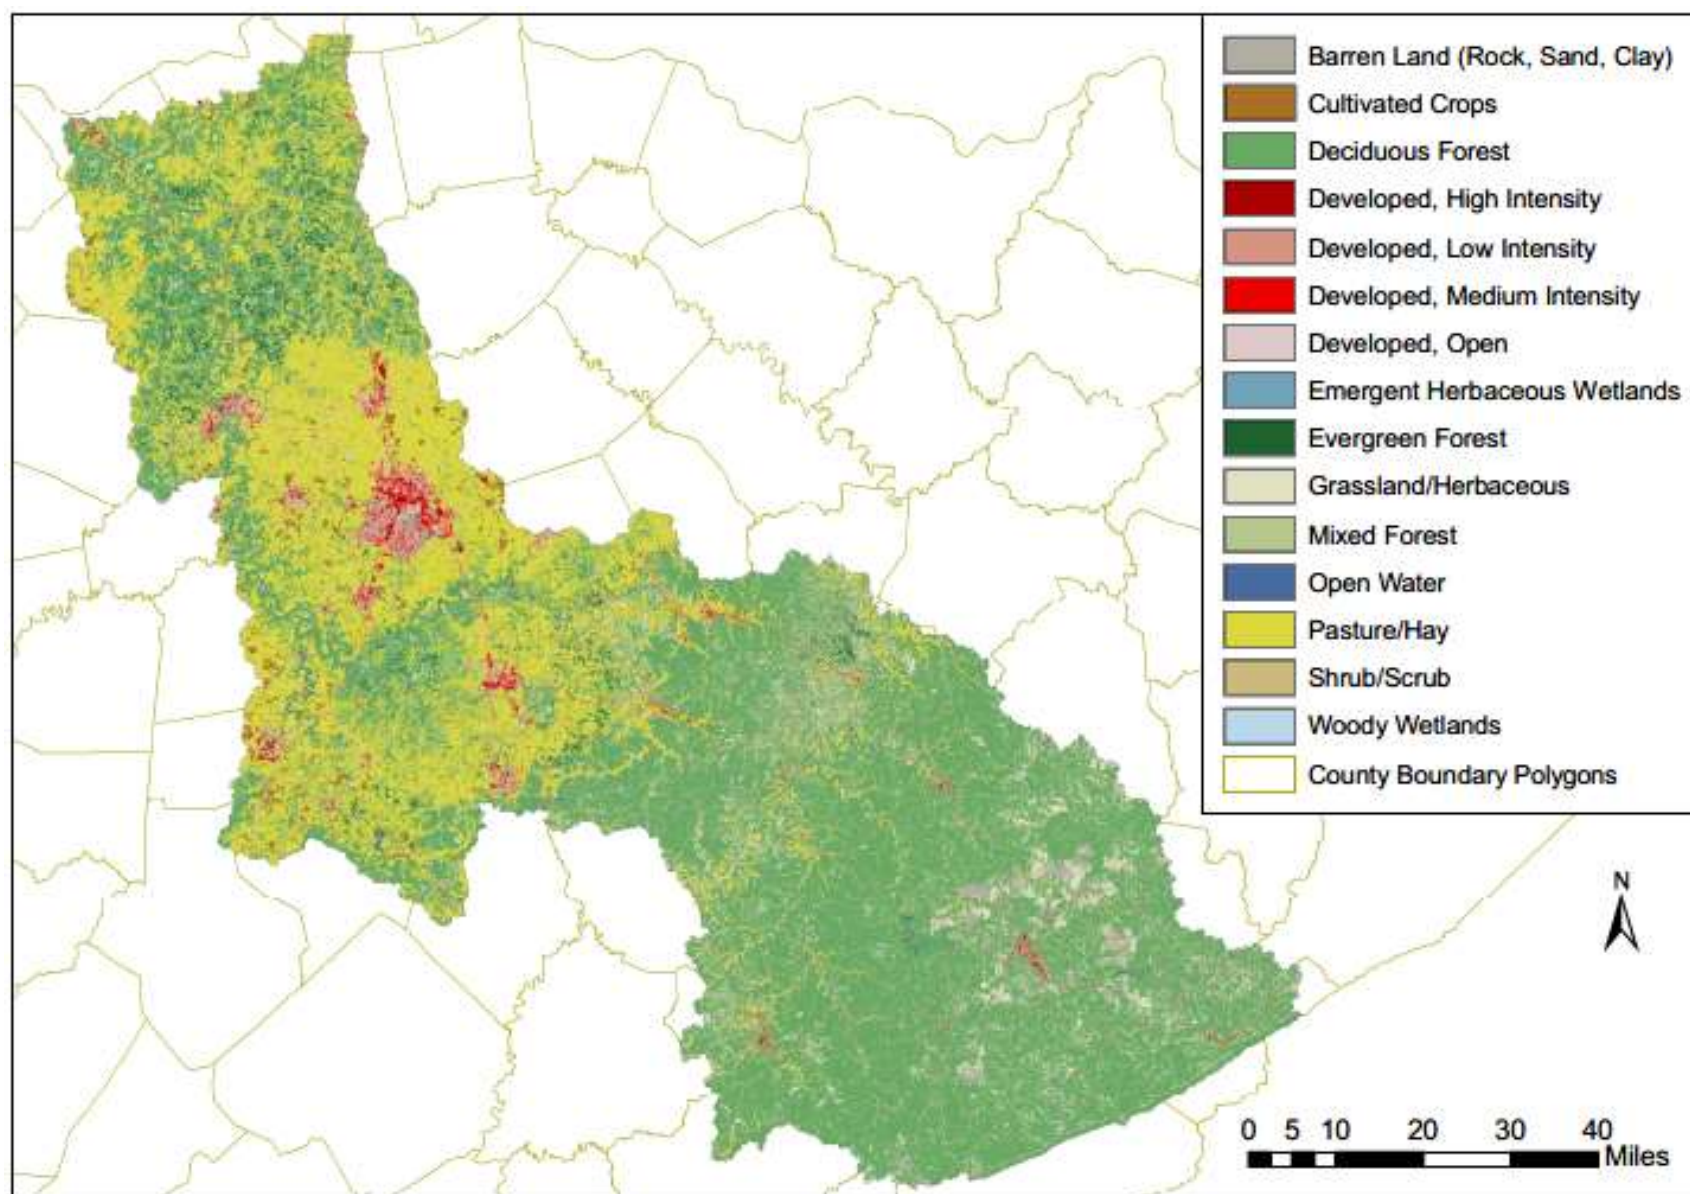 Barren Land (Rock, Sand, Clay)
Cultivated Crops
Deciduous Forest
Developed, High Intensity
Developed, Low Intensity
Developed, Medium Intensity
Developed, Open
Emergent Herbaceous Wetlands
Evergreen Forest
Grassland/Herbaceous
Mixed Forest
Open Water
Pasture/Hay
Shrub/Scrub
Woody Wetlands
County Boundary Polygons
N
0 5 10 20 30 40
Miles